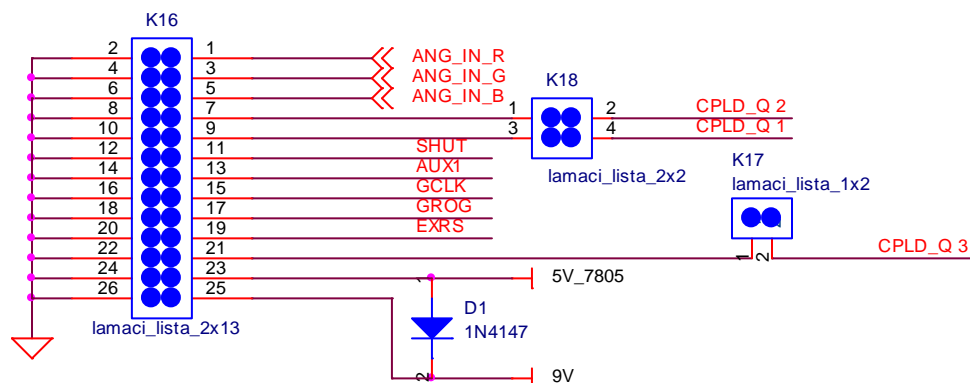 K16
2 1 ANG_IN_R
4 3 ANG_IN_G
6 5 ANG_IN_B
K18
8 7 1 2 CPLD_Q 2
10 9 3 4 CPLD_Q 1
12 11 SHUT
14 13 AUX1
16 15 GCLK
18 17 GROG
20 19 EXRS
lamaci_lista_2x2
K17
lamaci_lista_1x2
22 21 1 2 CPLD_Q 3
24 23 1 5V_7805
26 25
lamaci_lista_2x13
D1
1N4147
2 9V